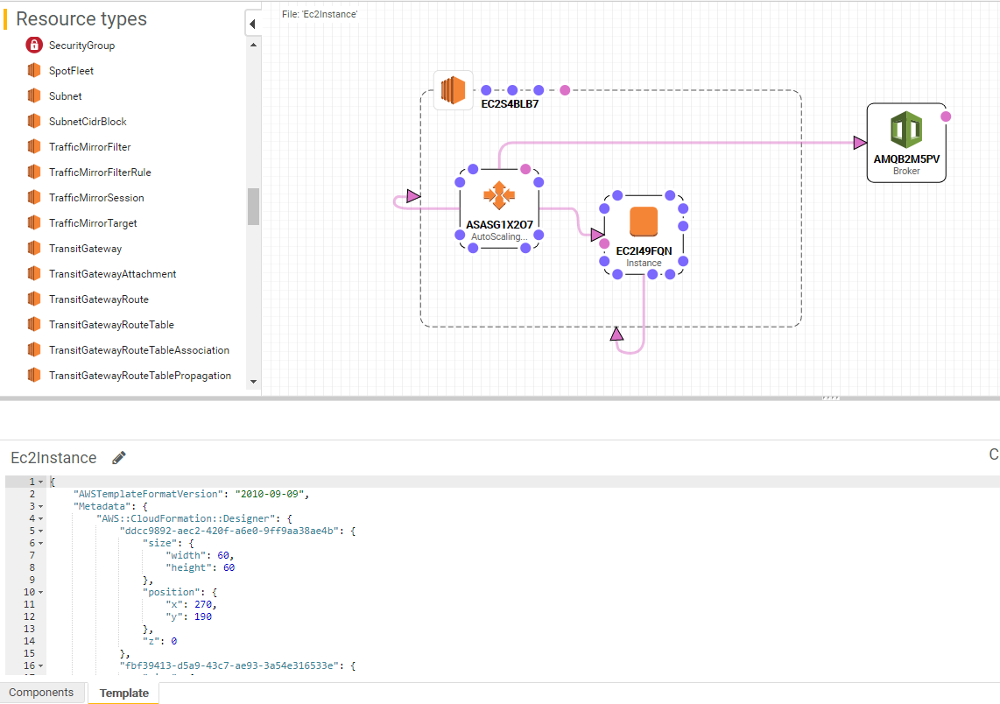 Resource types
SecurityGroup
SpotFleet
Subnet
SubnetCidrBlock
TrafficMirrorFilter
TrafficMirrorFilterRule
TrafficMirrorSession
TrafficMirrorTarget
TransitGateway
TransitGatewayAttachment
TransitGatewayRoute
TransitGatewayRouteTable
TransitGatewayRouteTableAssociation
TransitGatewayRouteTablePropagation
File: 'Ec2Instance'
EC2S4BLB7
AMQB2M5PV
Broker
ASASG1X2O7
AutoScaling...
EC2I49FQN
Instance
Ec2Instance
C
1 {
2 "AWSTemplateFormatVersion": "2010-09-09",
3 "Metadata": {
4 "AWS::CloudFormation::Designer": {
5 "ddcc9892-aec2-420f-a6e0-9ff9aa38ae4b": {
6 "size": {
7 "width": 60,
8 "height": 60
9 },
10 "position": {
11 "x": 270,
12 "y": 190
13 },
14 "z": 0
15 },
16 "fbf39413-d5a9-43c7-ae93-3a54e316533e": {
Components
Template